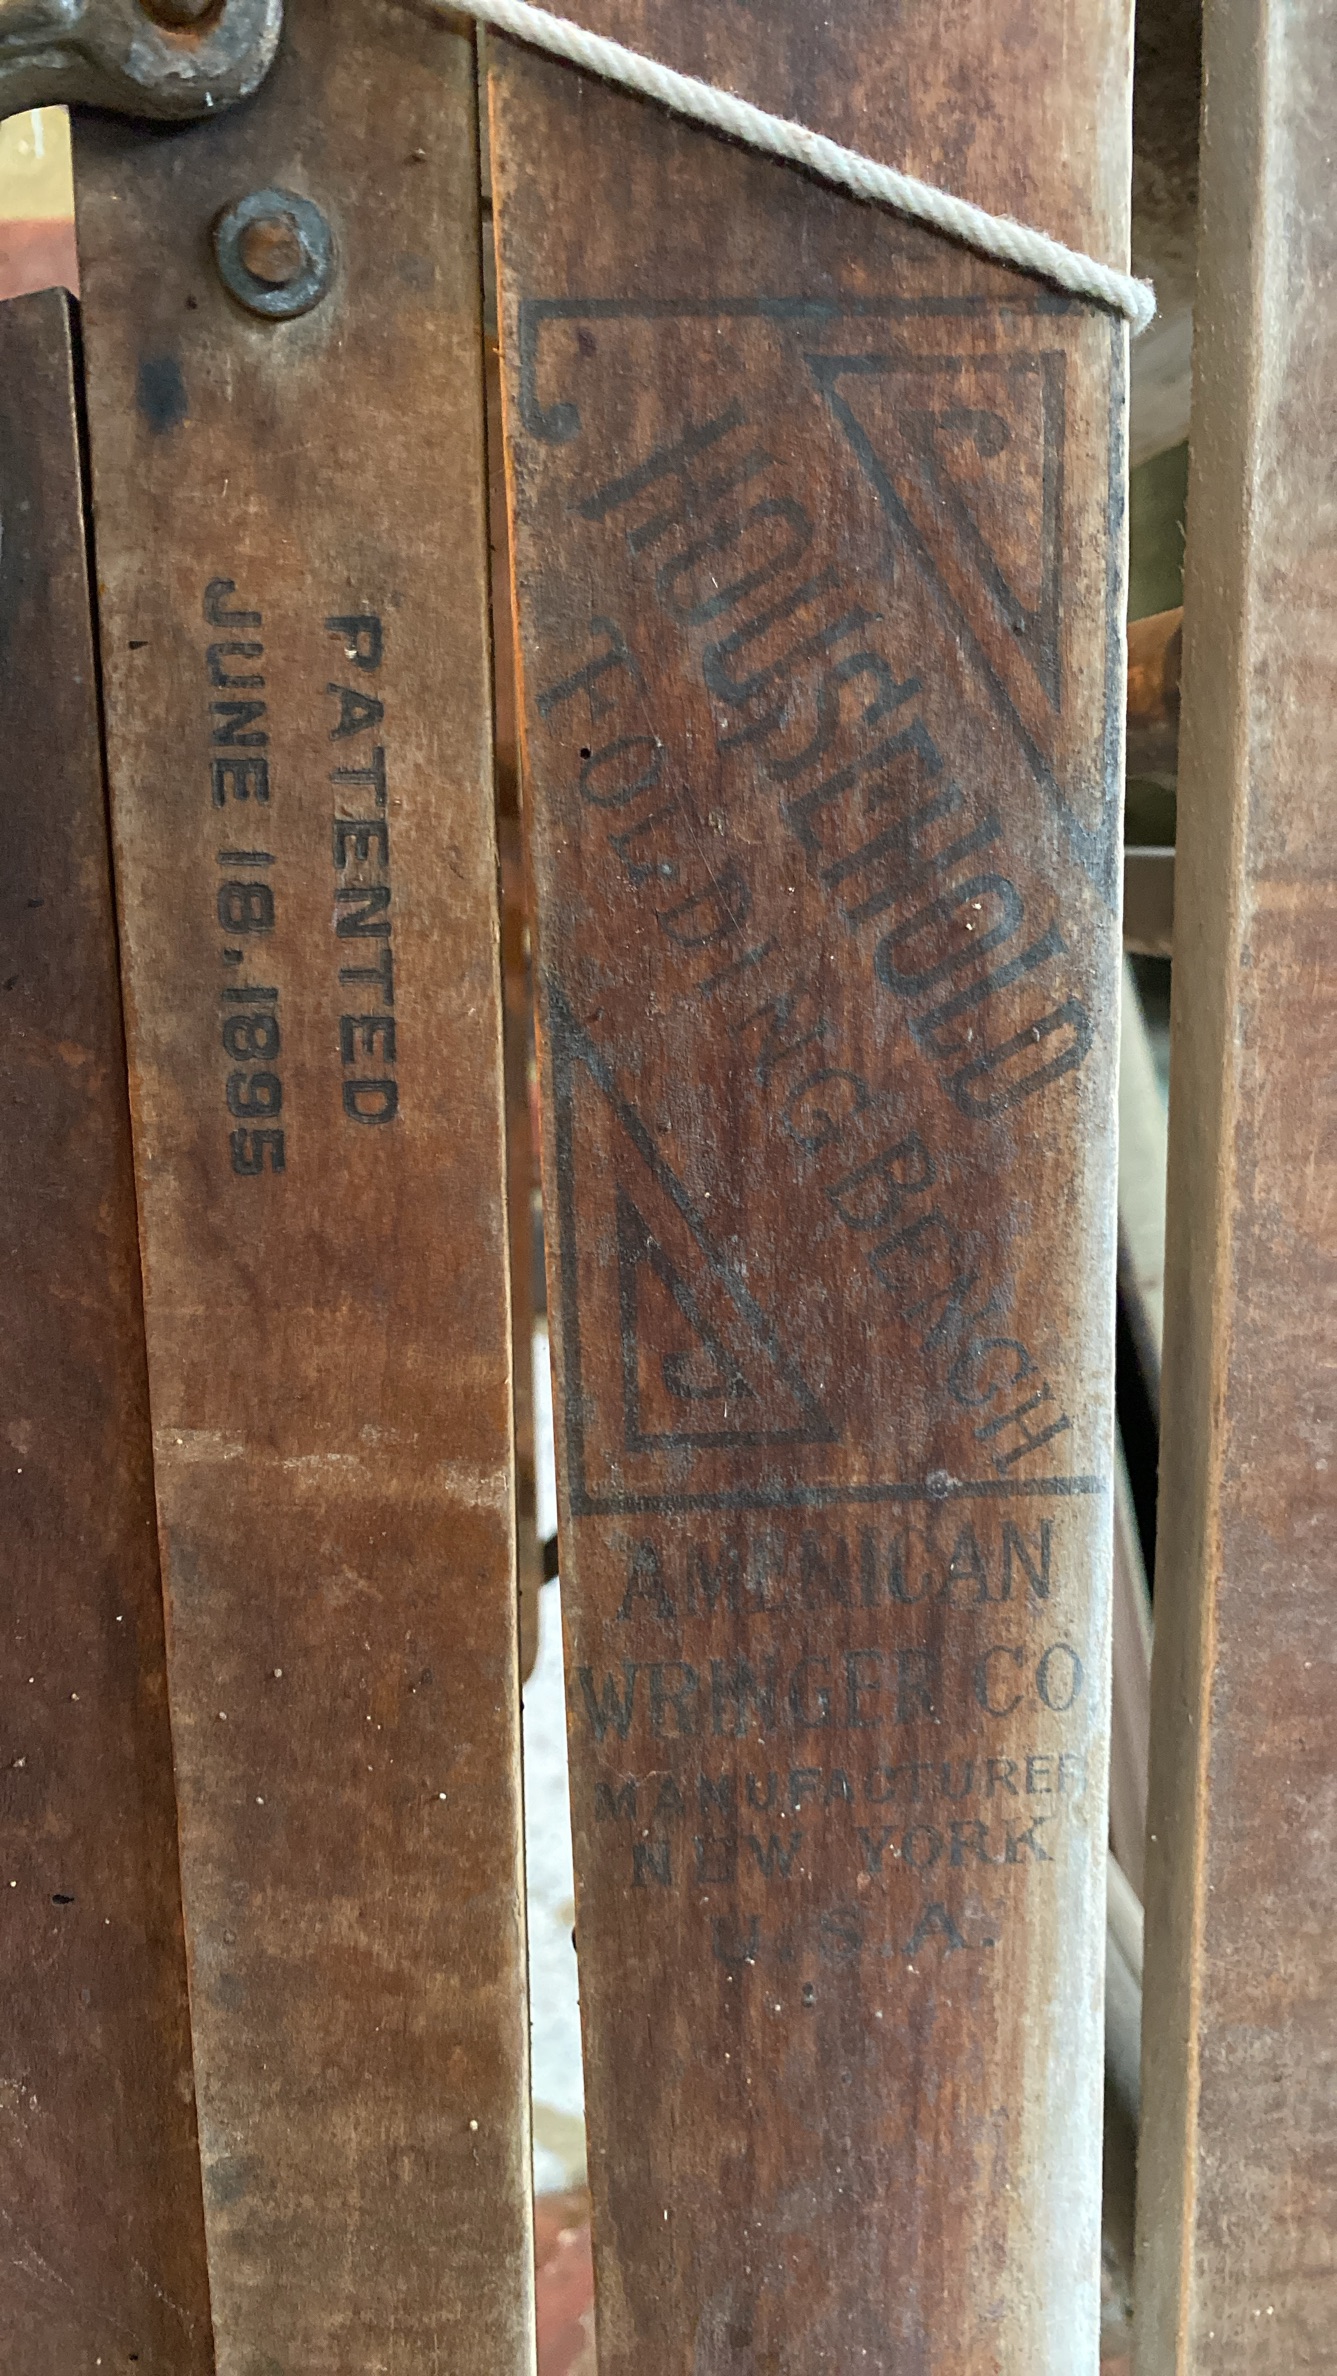 PATENTED
JUNE 18, 1895
HOUSEHOLD
FOLDING BENCH
AMERICAN
WRINGER CO
MANUFACTURER
NEW YORK
U.S.A.